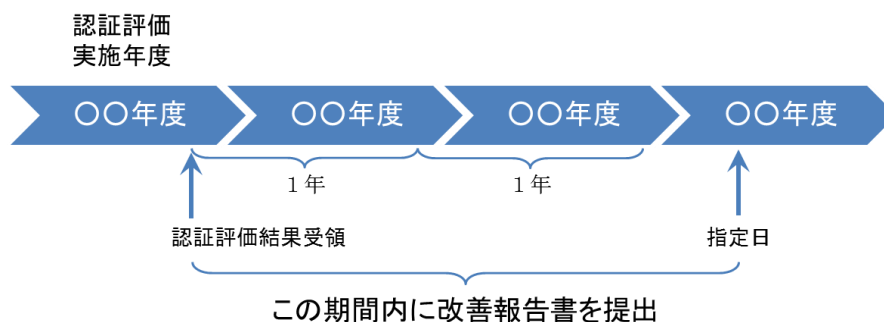 認証評価
実施年度
〇〇年度
〇〇年度
〇〇年度
〇〇年度
１年
１年
認証評価結果受領
指定日
この期間内に改善報告書を提出